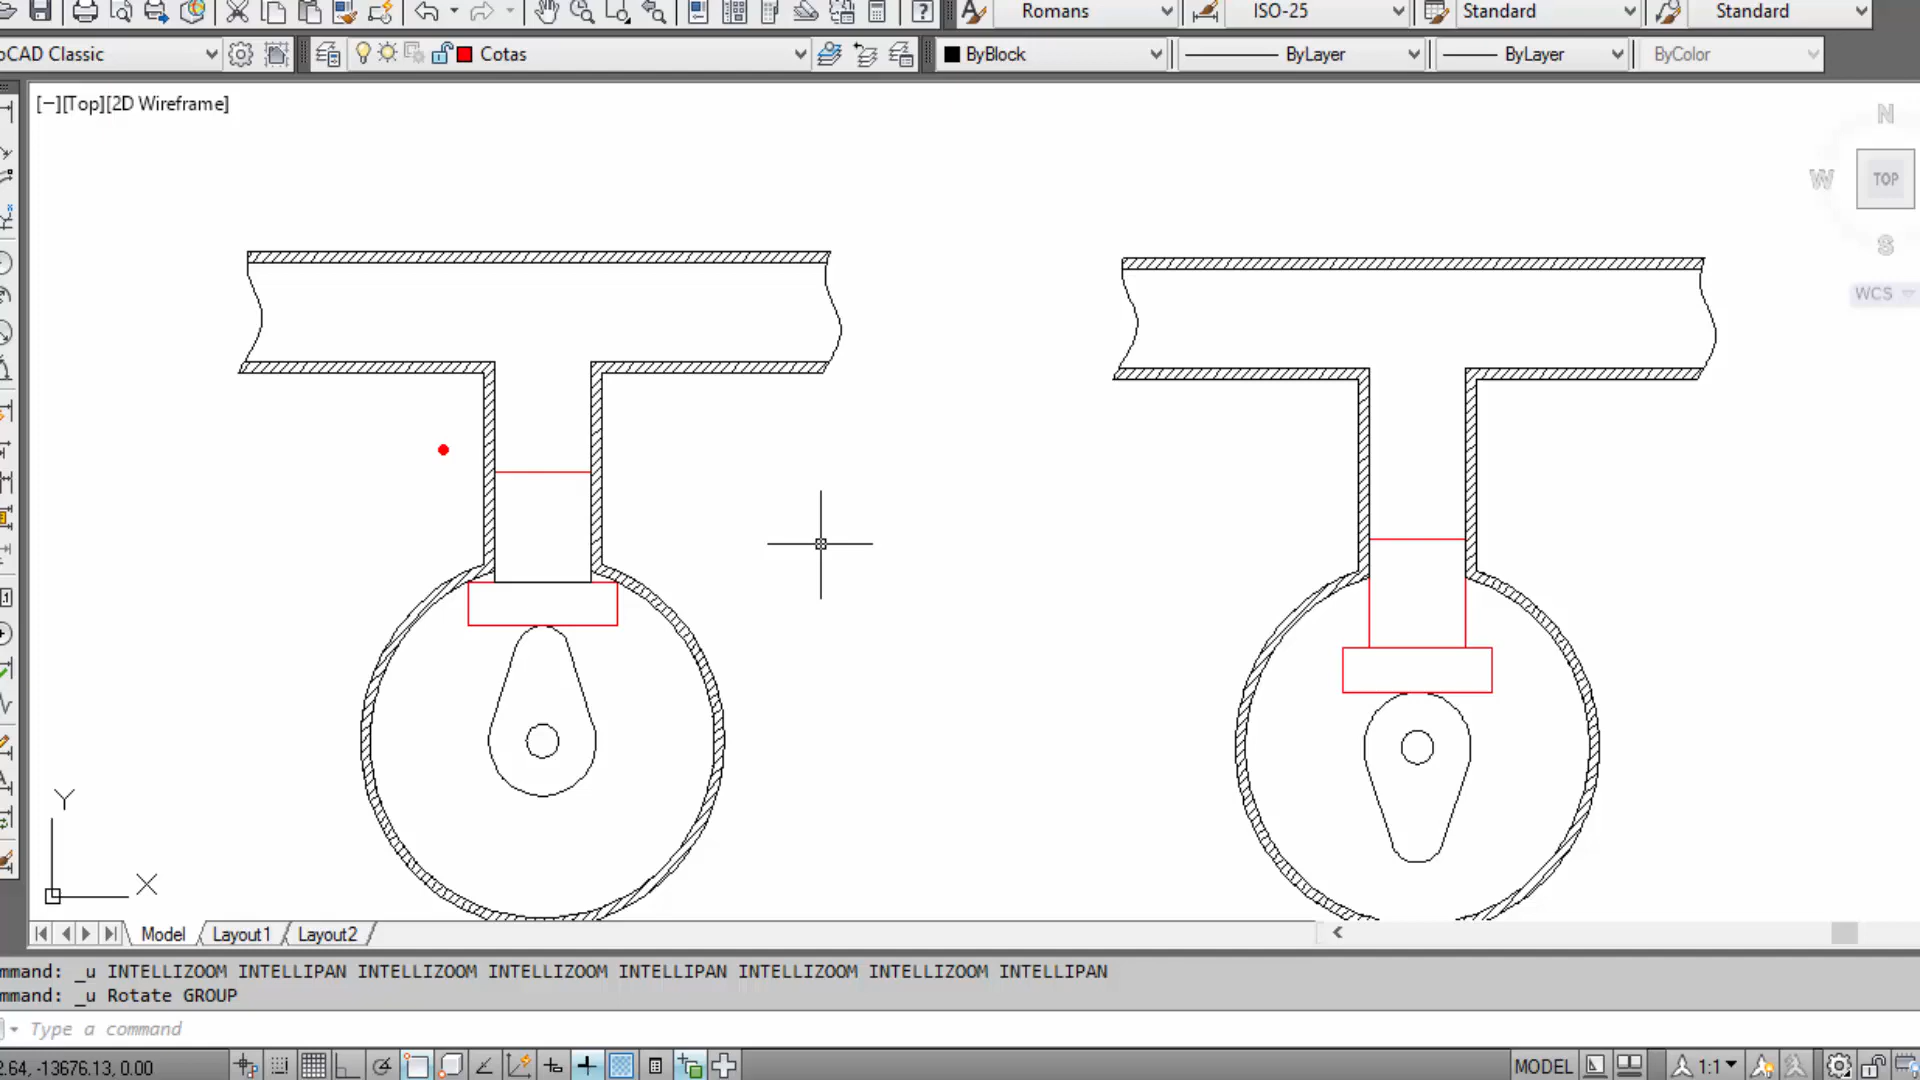 Romans
ISO-25
Standard
Standard
oCAD Classic
Cotas
ByBlock
ByLayer
ByLayer
ByColor
[−][Top][2D Wireframe]
N
W
TOP
S
WCS
Y
X
Model
Layout1
Layout2
mmand: _u INTELLIZOOM INTELLIPAN INTELLIZOOM INTELLIZOOM INTELLIPAN INTELLIZOOM INTELLIZOOM INTELLIPAN
mmand: _u Rotate GROUP
Type a command
2.64, -13676.13, 0.00
MODEL
1:1